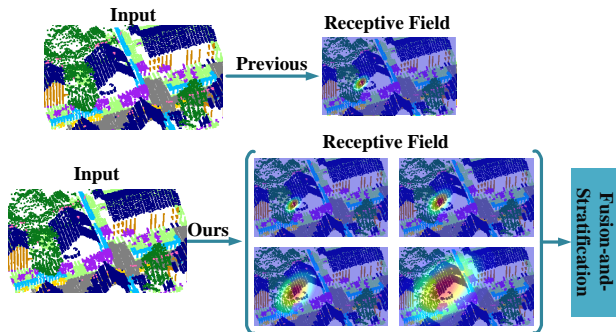 Input
Receptive Field
Previous
Receptive Field
Input
Ours
Fusion-and-
Stratification